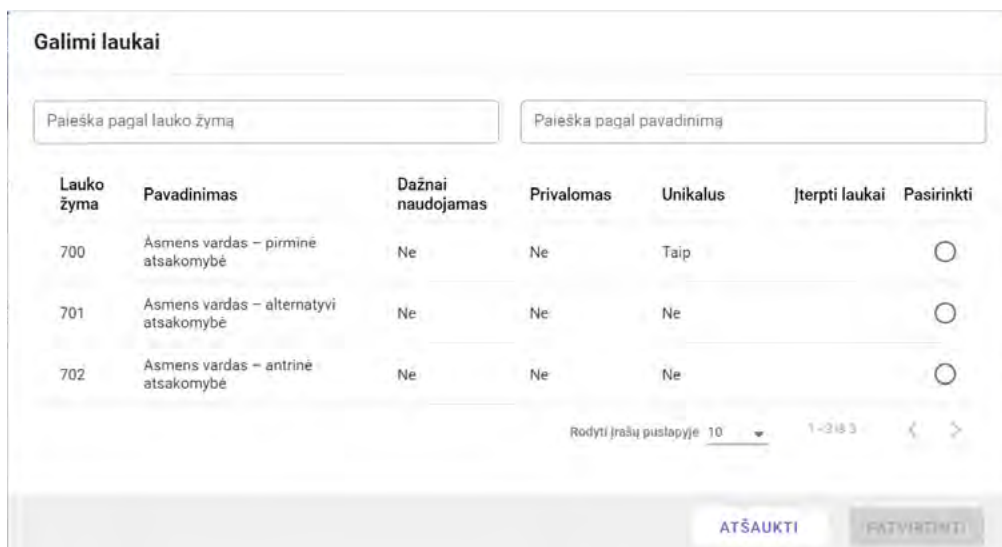 Galimi laukai
Paieška pagal lauko žymą Paieška pagal pavadinimą
Lauko žyma Pavadinimas Dažnai naudojamas Privalomas Unikalus Įterpti laukai Pasirinkti
700 Asmens vardas – pirminė atsakomybė Ne Ne Taip
701 Asmens vardas – alternatyvi atsakomybė Ne Ne Ne
702 Asmens vardas – antrinė atsakomybė Ne Ne Ne
Rodyti įrašų puslapyje 10 1-3 iš 3
ATŠAUKTI PATVIRTINTI